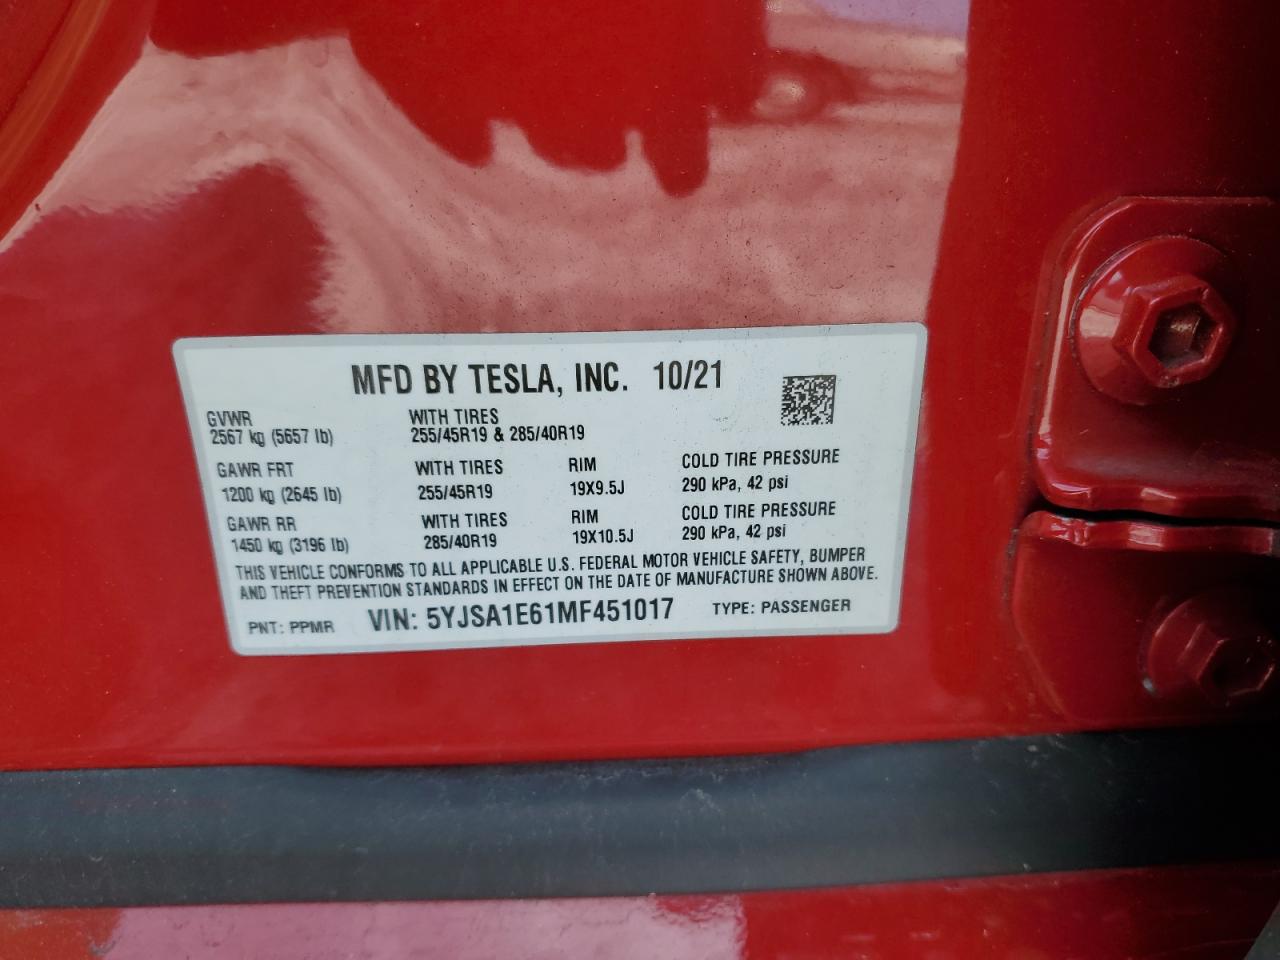 MFD BY TESLA, INC. 10/21
GVWR WITH TIRES
2567 kg (5657 lb) 255/45R19 & 285/40R19
GAWR FRT WITH TIRES RIM COLD TIRE PRESSURE
1200 kg (2645 lb) 255/45R19 19X9.5J 290 kPa, 42 psi
GAWR RR WITH TIRES RIM COLD TIRE PRESSURE
1450 kg (3196 lb) 285/40R19 19X10.5J 290 kPa, 42 psi
THIS VEHICLE CONFORMS TO ALL APPLICABLE U.S. FEDERAL MOTOR VEHICLE SAFETY, BUMPER
AND THEFT PREVENTION STANDARDS IN EFFECT ON THE DATE OF MANUFACTURE SHOWN ABOVE.
PNT: PPMR VIN: 5YJSA1E61MF451017 TYPE: PASSENGER